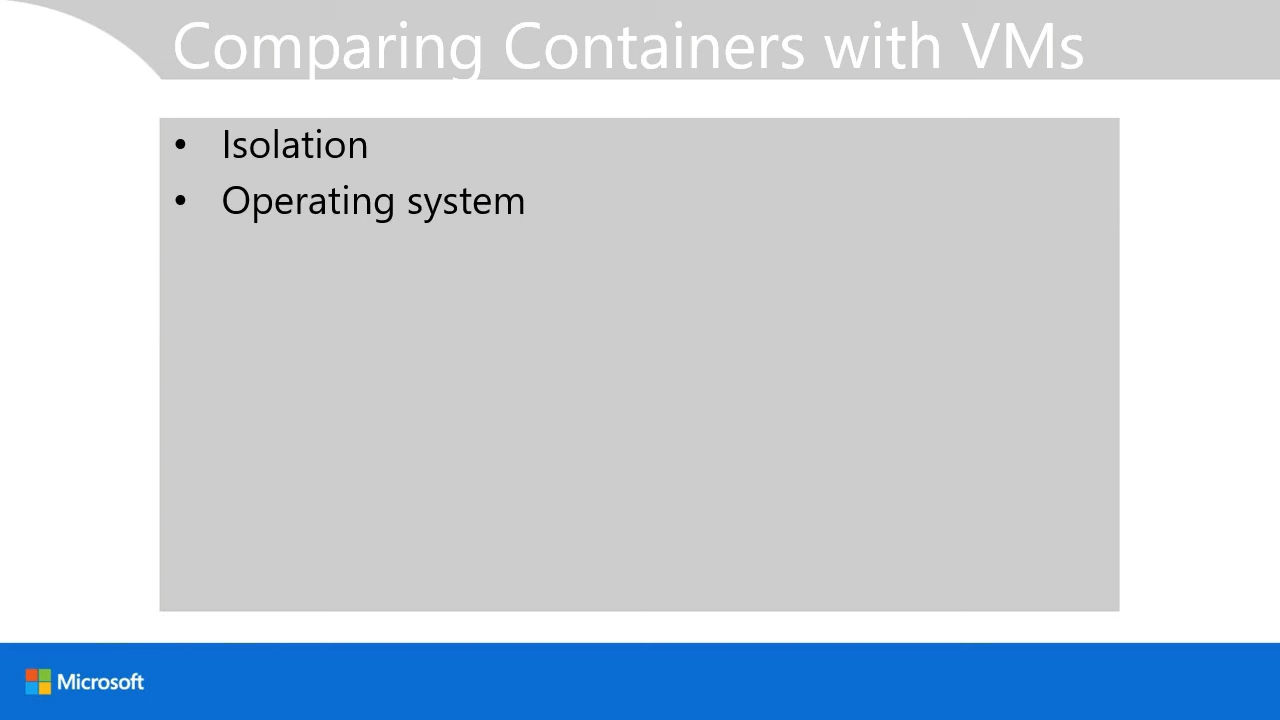 Comparing Containers with VMs
• Isolation
• Operating system
Microsoft